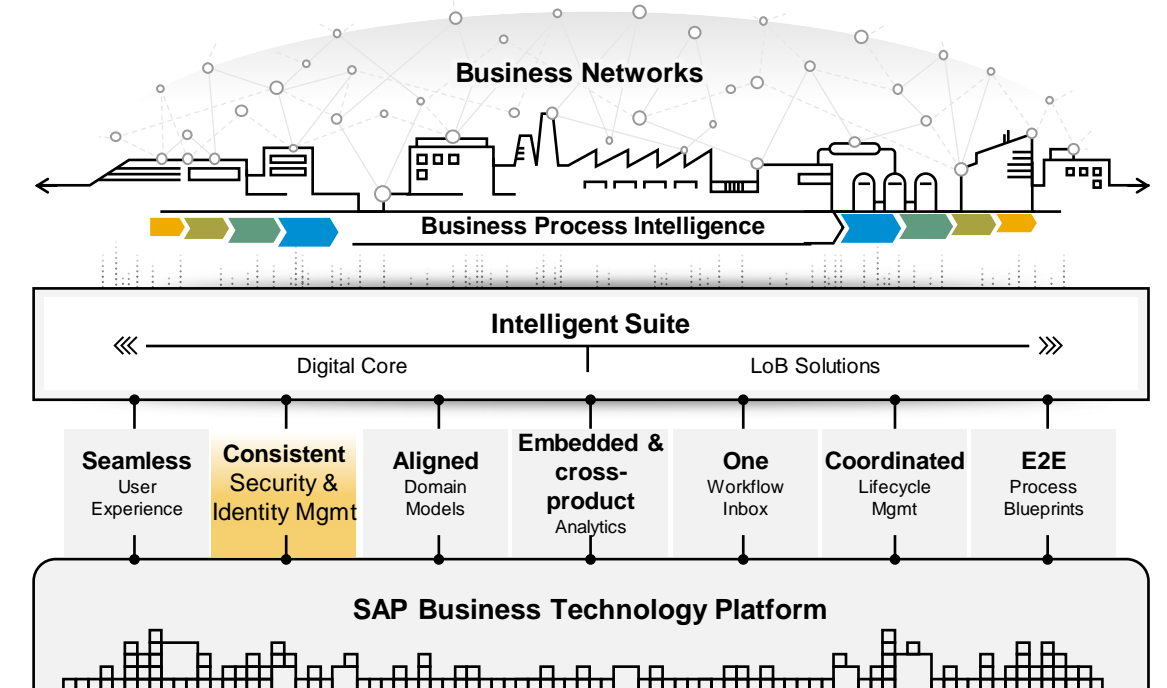 Business Networks
Business Process Intelligence
Intelligent Suite
Digital Core
LoB Solutions
Seamless
User
Experience
Consistent
Security &
Identity Mgmt
Aligned
Domain
Models
Embedded &
cross-
product
Analytics
One
Workflow
Inbox
Coordinated
Lifecycle
Mgmt
E2E
Process
Blueprints
SAP Business Technology Platform